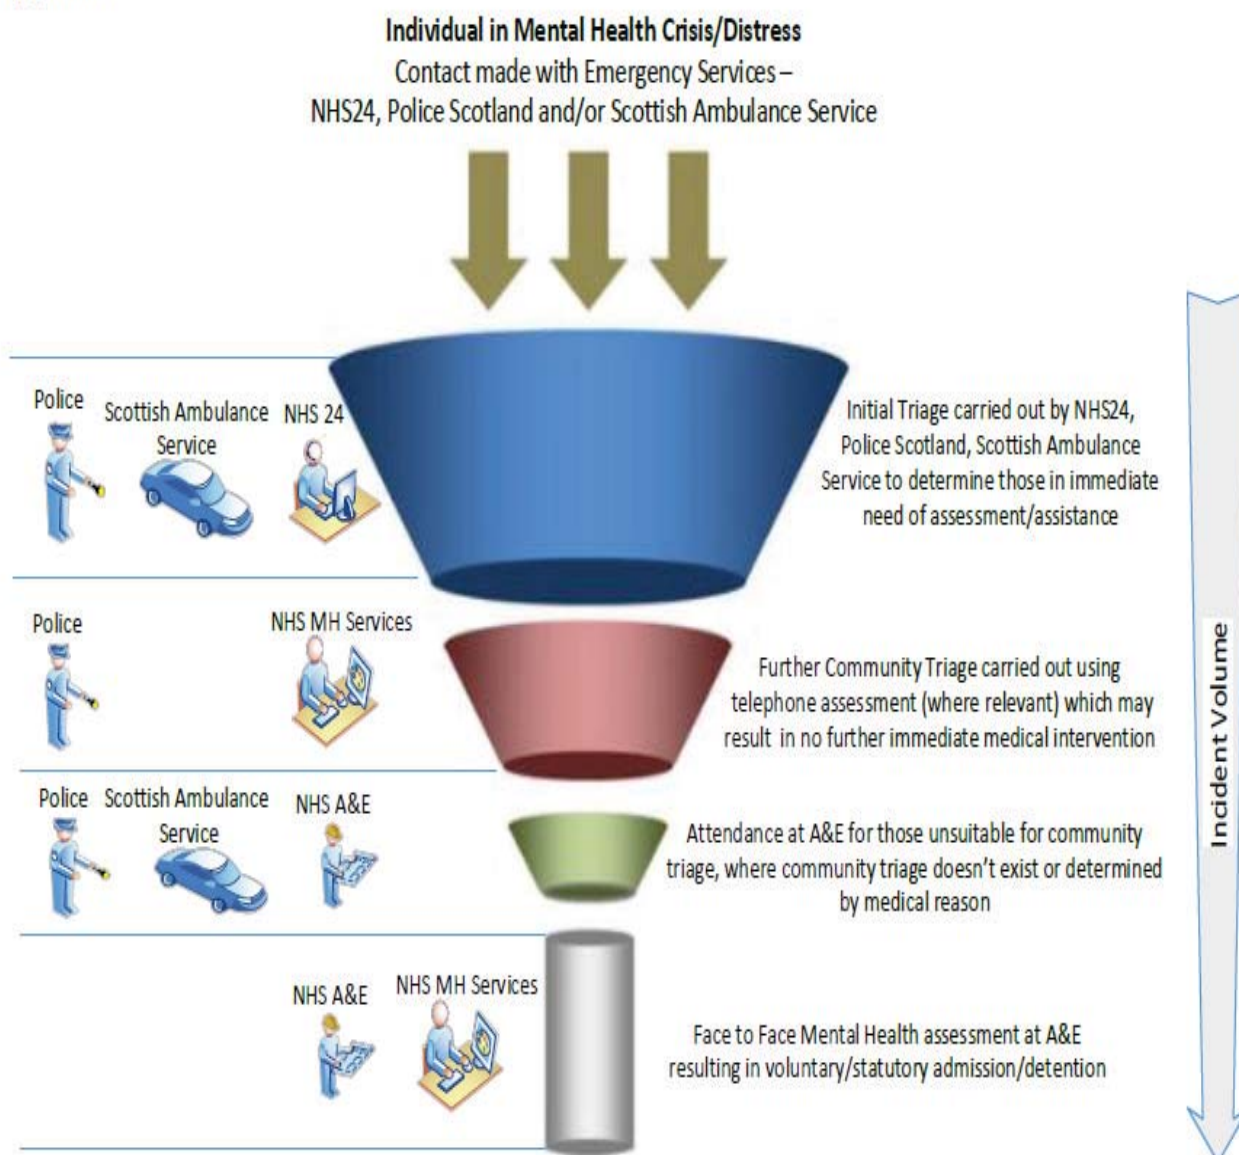 Individual in Mental Health Crisis/Distress
Contact made with Emergency Services –
NHS24, Police Scotland and/or Scottish Ambulance Service
Police
Scottish Ambulance
Service
NHS 24
Initial Triage carried out by NHS24,
Police Scotland, Scottish Ambulance
Service to determine those in immediate
need of assessment/assistance
Police
NHS MH Services
Further Community Triage carried out using
telephone assessment (where relevant) which may
result in no further immediate medical intervention
Police
Scottish Ambulance
Service
NHS A&E
Attendance at A&E for those unsuitable for community
triage, where community triage doesn't exist or determined
by medical reason
NHS A&E
NHS MH Services
Face to Face Mental Health assessment at A&E
resulting in voluntary/statutory admission/detention
Incident Volume